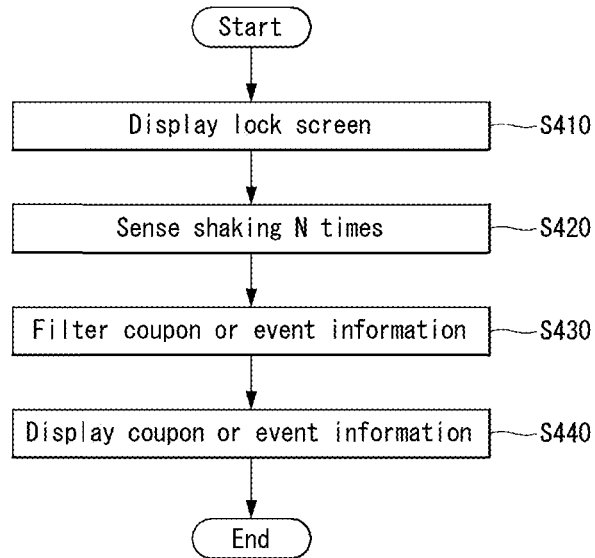 Start
Display lock screen
S410
Sense shaking N times
S420
Filter coupon or event information
S430
Display coupon or event information
S440
End